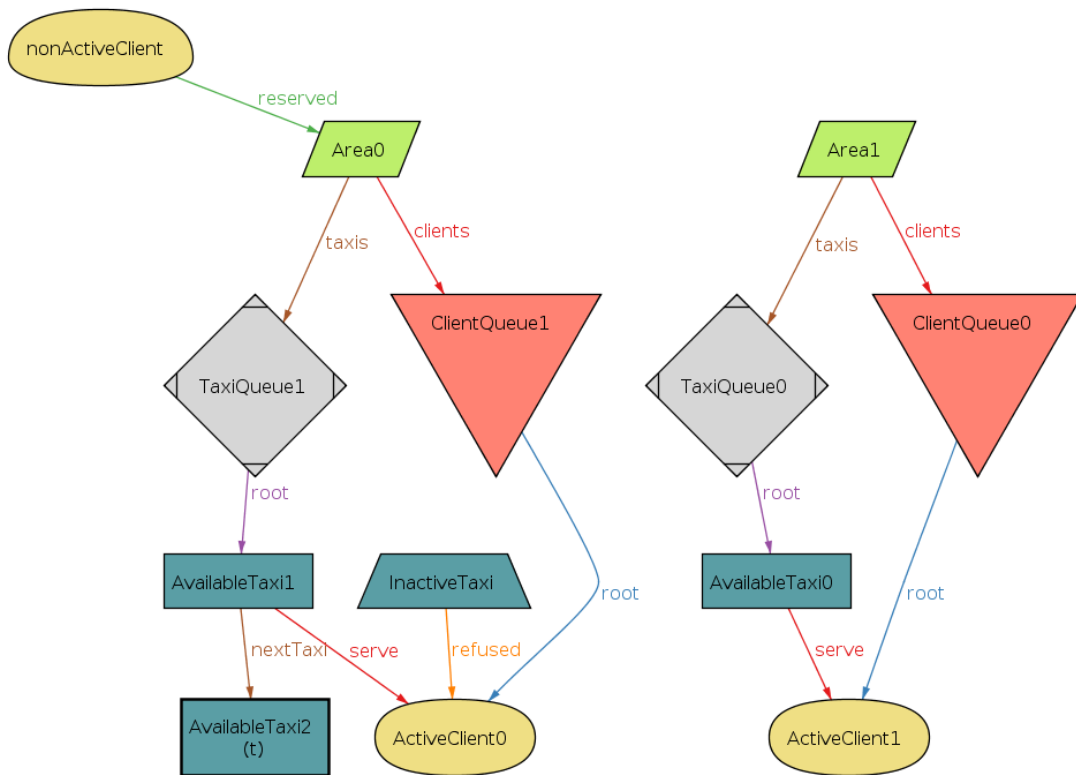 nonActiveClient
reserved
Area0
Area1
taxis
clients
taxis
clients
TaxiQueue1
ClientQueue1
TaxiQueue0
ClientQueue0
root
root
root
root
AvailableTaxi1
InactiveTaxi
AvailableTaxi0
nextTaxi
serve
refused
serve
AvailableTaxi2
(t)
ActiveClient0
ActiveClient1